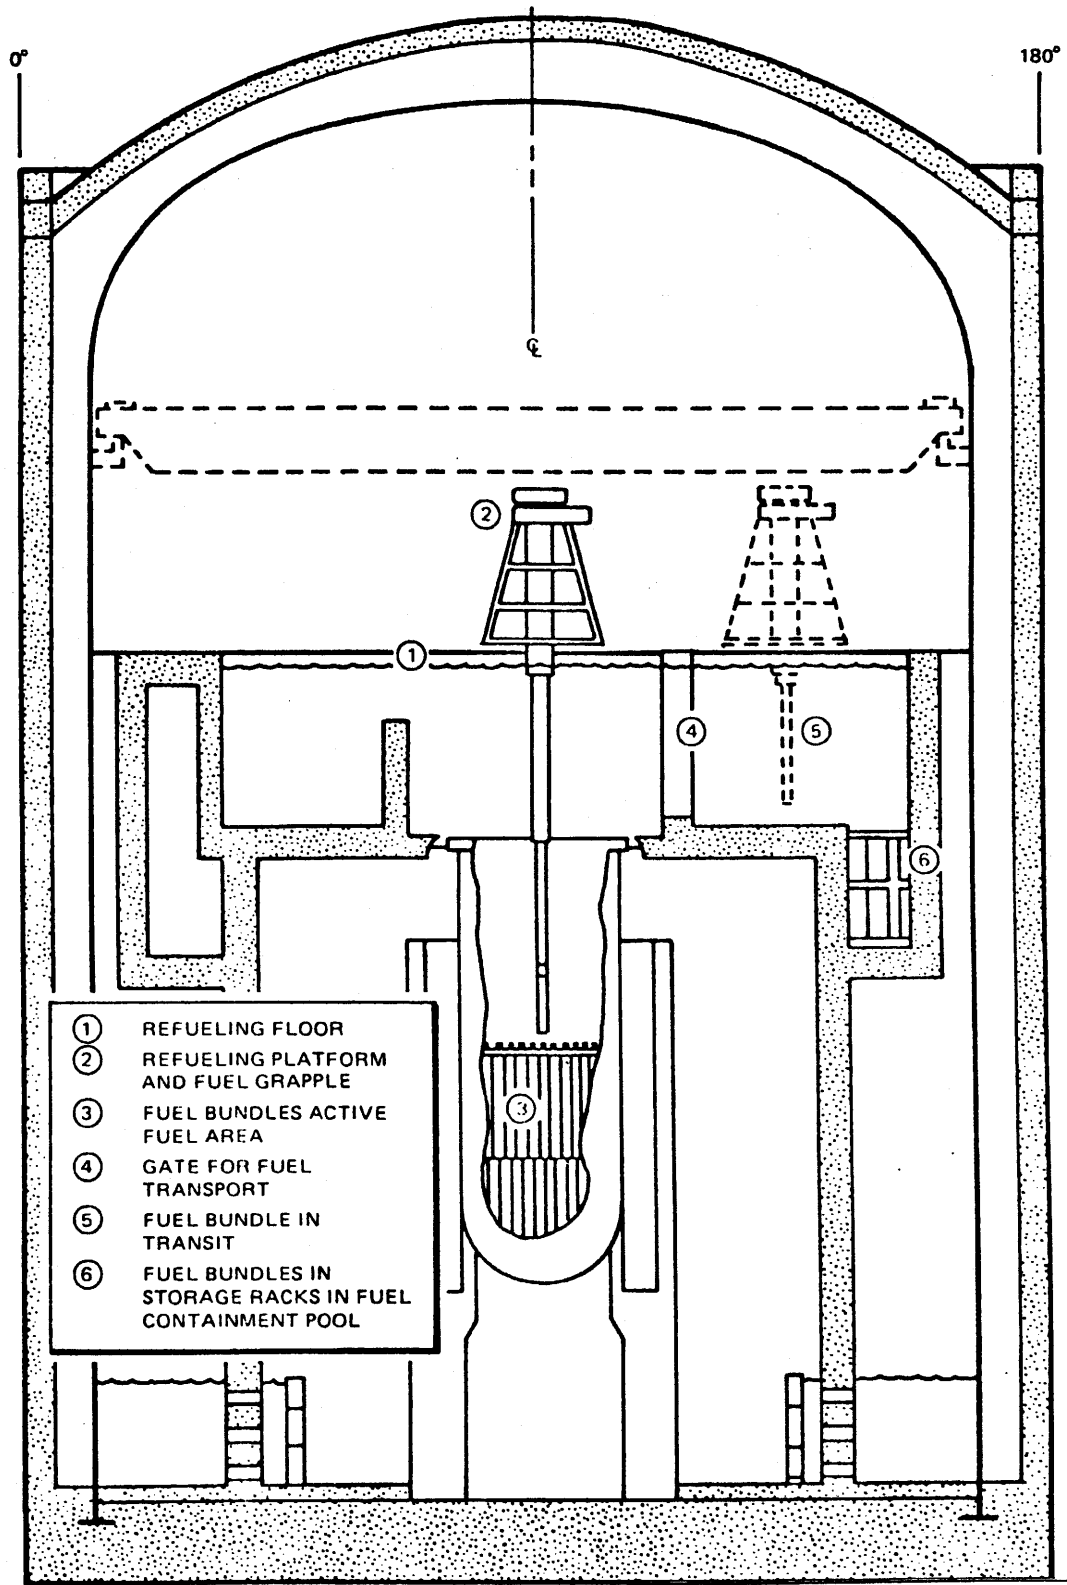 0° 180°
℄
2
1
4 5
6
3
1 REFUELING FLOOR
2 REFUELING PLATFORM
AND FUEL GRAPPLE
3 FUEL BUNDLES ACTIVE
FUEL AREA
4 GATE FOR FUEL
TRANSPORT
5 FUEL BUNDLE IN
TRANSIT
6 FUEL BUNDLES IN
STORAGE RACKS IN FUEL
CONTAINMENT POOL